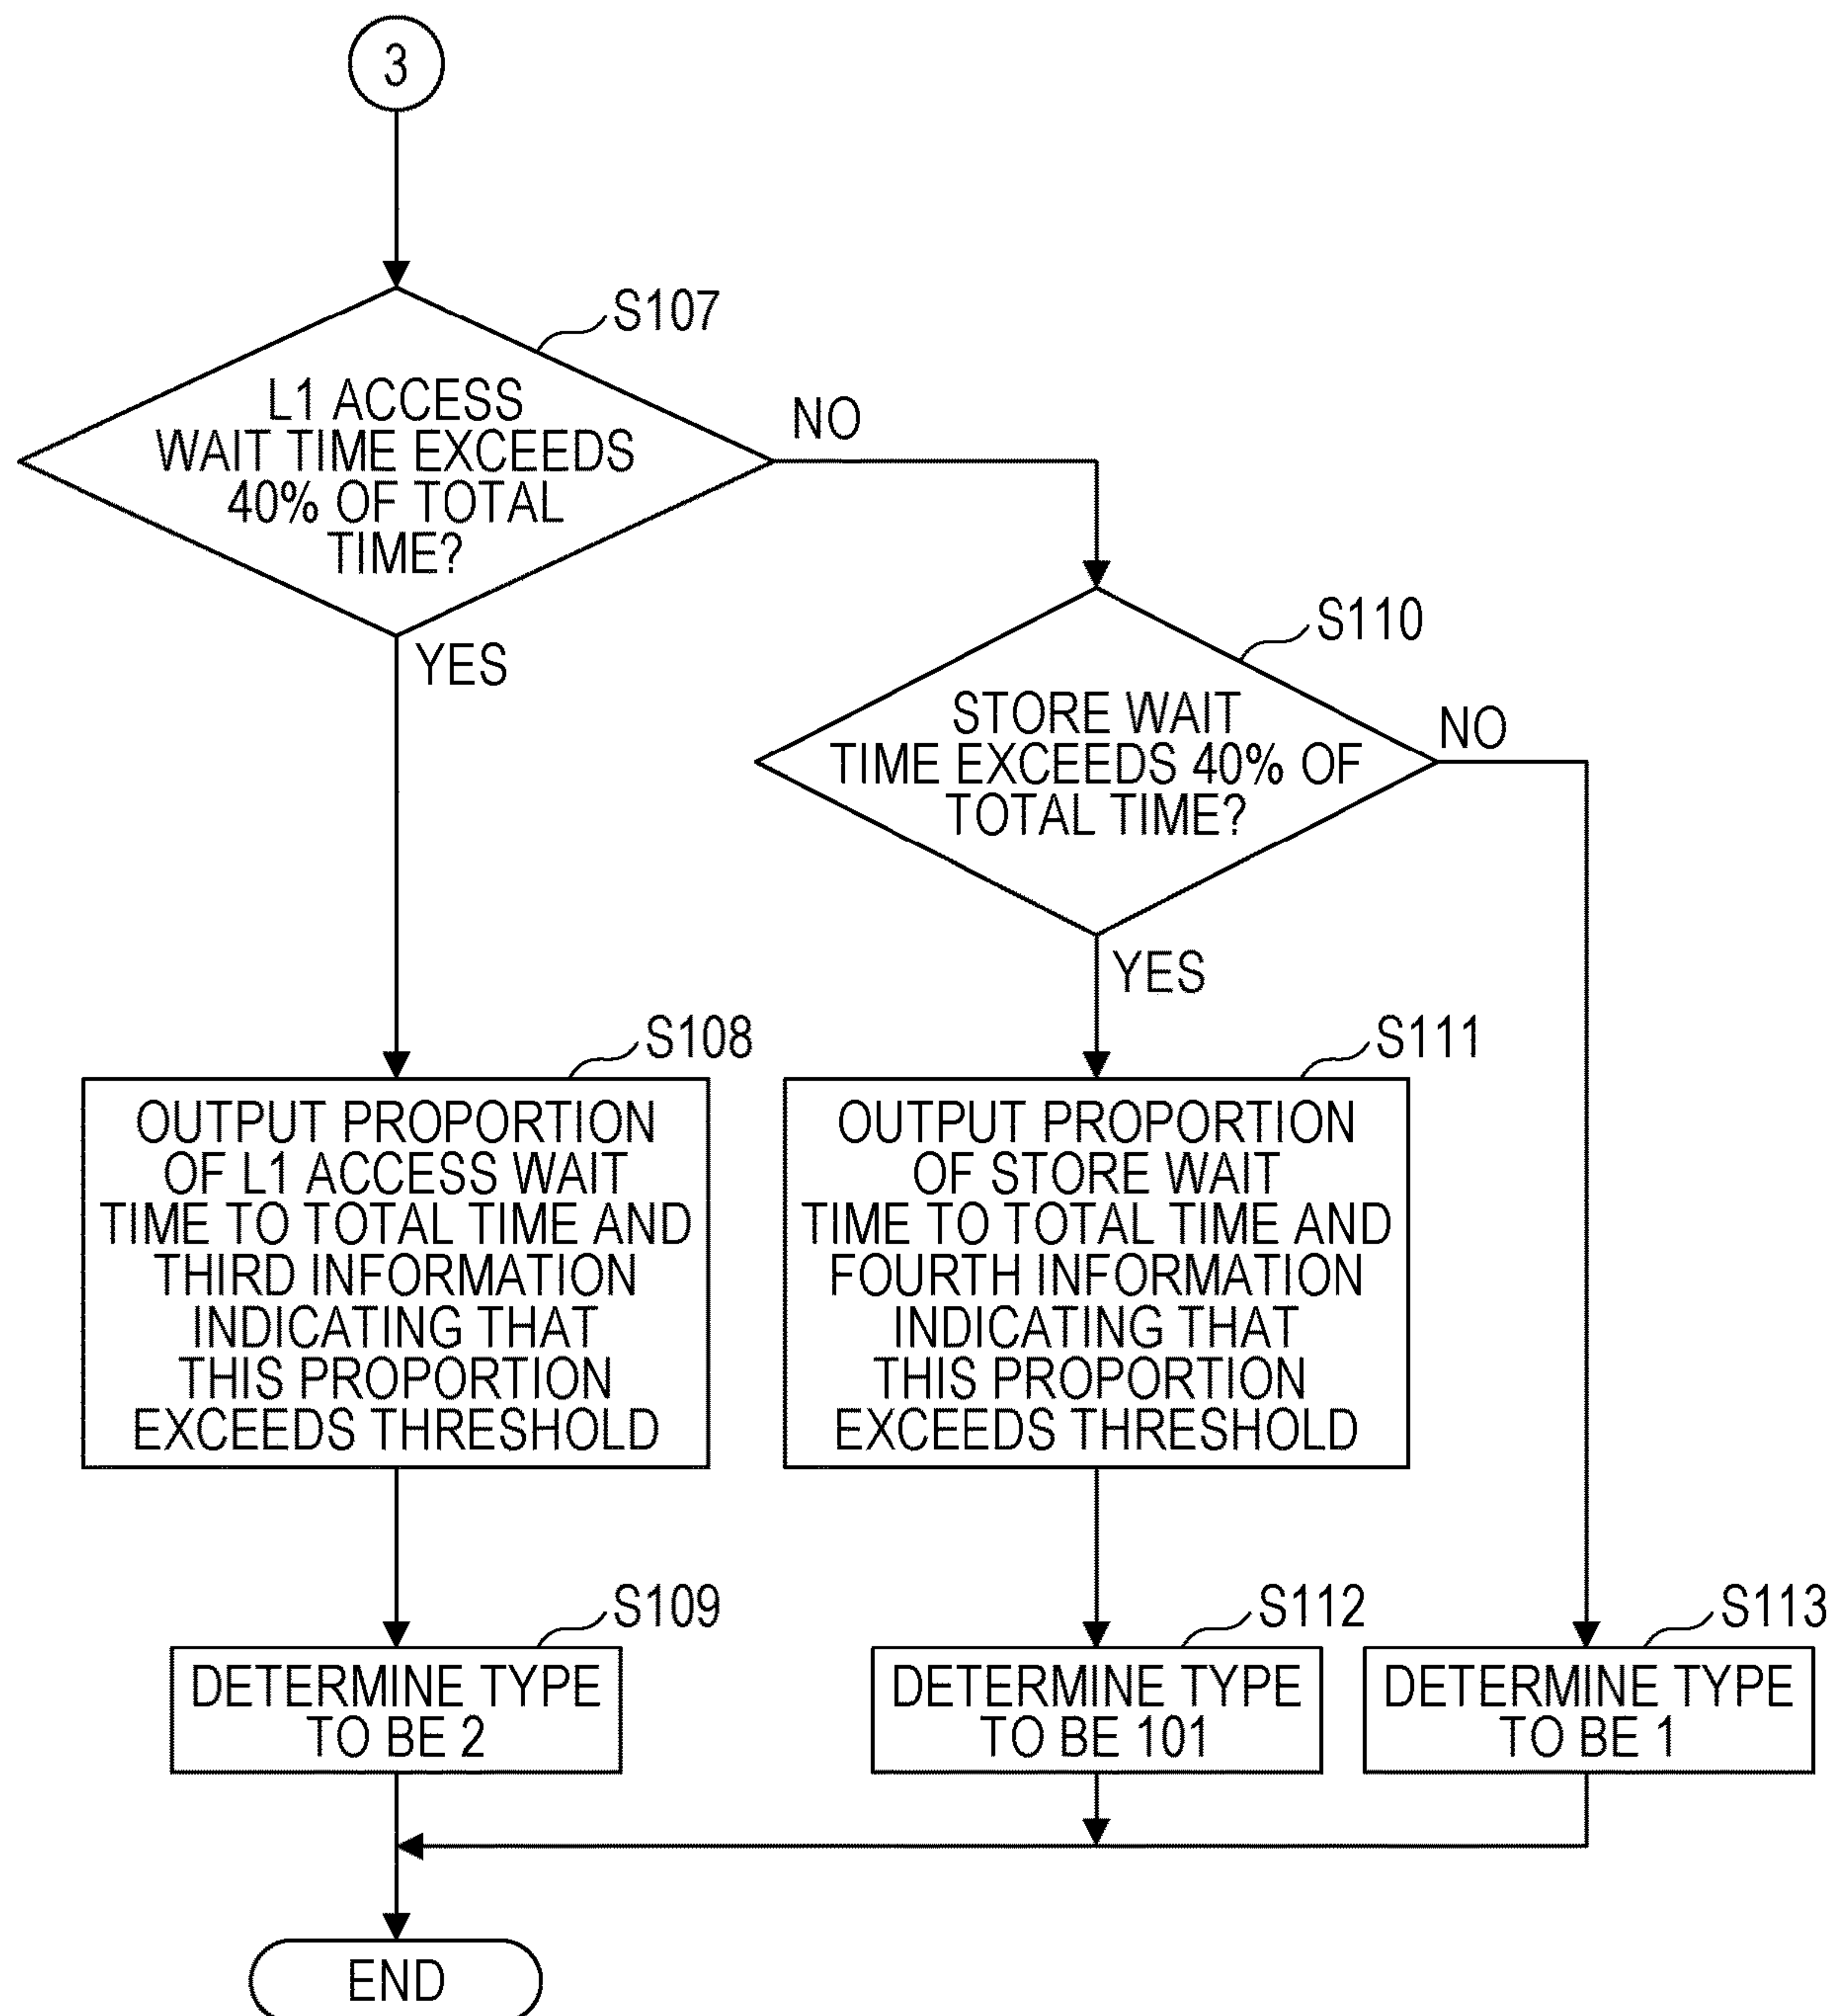 3
S107
L1 ACCESS
WAIT TIME EXCEEDS
40% OF TOTAL
TIME?
NO
YES
S110
STORE WAIT
TIME EXCEEDS 40% OF
TOTAL TIME?
NO
YES
S108
OUTPUT PROPORTION
OF L1 ACCESS WAIT
TIME TO TOTAL TIME AND
THIRD INFORMATION
INDICATING THAT
THIS PROPORTION
EXCEEDS THRESHOLD
S111
OUTPUT PROPORTION
OF STORE WAIT
TIME TO TOTAL TIME AND
FOURTH INFORMATION
INDICATING THAT
THIS PROPORTION
EXCEEDS THRESHOLD
S109
DETERMINE TYPE
TO BE 2
S112
DETERMINE TYPE
TO BE 101
S113
DETERMINE TYPE
TO BE 1
END